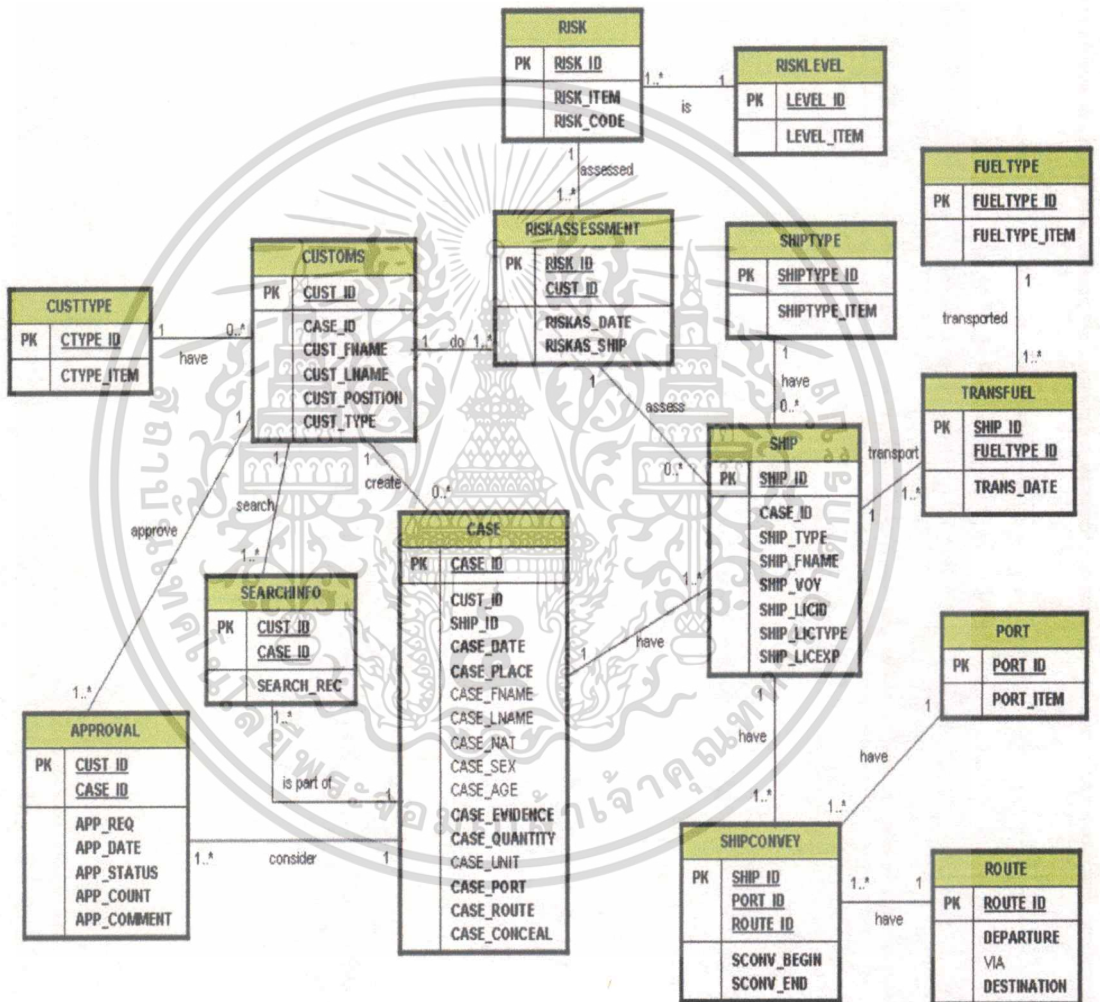 RISK
PK RISK_ID
RISK_ITEM
RISK_CODE
1..* is 1
RISKLEVEL
PK LEVEL_ID
LEVEL_ITEM
1
assessed
1..*
RISKASSESSMENT
PK RISK_ID
CUST_ID
RISKAS_DATE
RISKAS_SHIP
FUELTYPE
PK FUELTYPE_ID
FUELTYPE_ITEM
1
transported
1..*
SHIPTYPE
PK SHIPTYPE_ID
SHIPTYPE_ITEM
1
have
0..*
CUSTOMS
PK CUST_ID
CASE_ID
CUST_FNAME
CUST_LNAME
CUST_POSITION
CUST_TYPE
CUSTTYPE
PK CTYPE_ID
CTYPE_ITEM
1 have 0..*
1 do 1..*
1
assess
0..*
TRANSFUEL
PK SHIP_ID
FUELTYPE_ID
TRANS_DATE
transport
1..*
1
SHIP
PK SHIP_ID
CASE_ID
SHIP_TYPE
SHIP_FNAME
SHIP_VOY
SHIP_LICID
SHIP_LICTYPE
SHIP_LICEXP
1
approve
1..*
1
search
1..*
1
create
0..*
CASE
PK CASE_ID
CUST_ID
SHIP_ID
CASE_DATE
CASE_PLACE
CASE_FNAME
CASE_LNAME
CASE_NAT
CASE_SEX
CASE_AGE
CASE_EVIDENCE
CASE_QUANTITY
CASE_UNIT
CASE_PORT
CASE_ROUTE
CASE_CONCEAL
1..*
have
1
SEARCHINFO
PK CUST_ID
CASE_ID
SEARCH_REC
1..*
is part of
1
APPROVAL
PK CUST_ID
CASE_ID
APP_REQ
APP_DATE
APP_STATUS
APP_COUNT
APP_COMMENT
1..* consider 1
PORT
PK PORT_ID
PORT_ITEM
1
have
1..*
1
have
1..*
SHIPCONVEY
PK SHIP_ID
PORT_ID
ROUTE_ID
SCONV_BEGIN
SCONV_END
1..* have 1
ROUTE
PK ROUTE_ID
DEPARTURE
VIA
DESTINATION